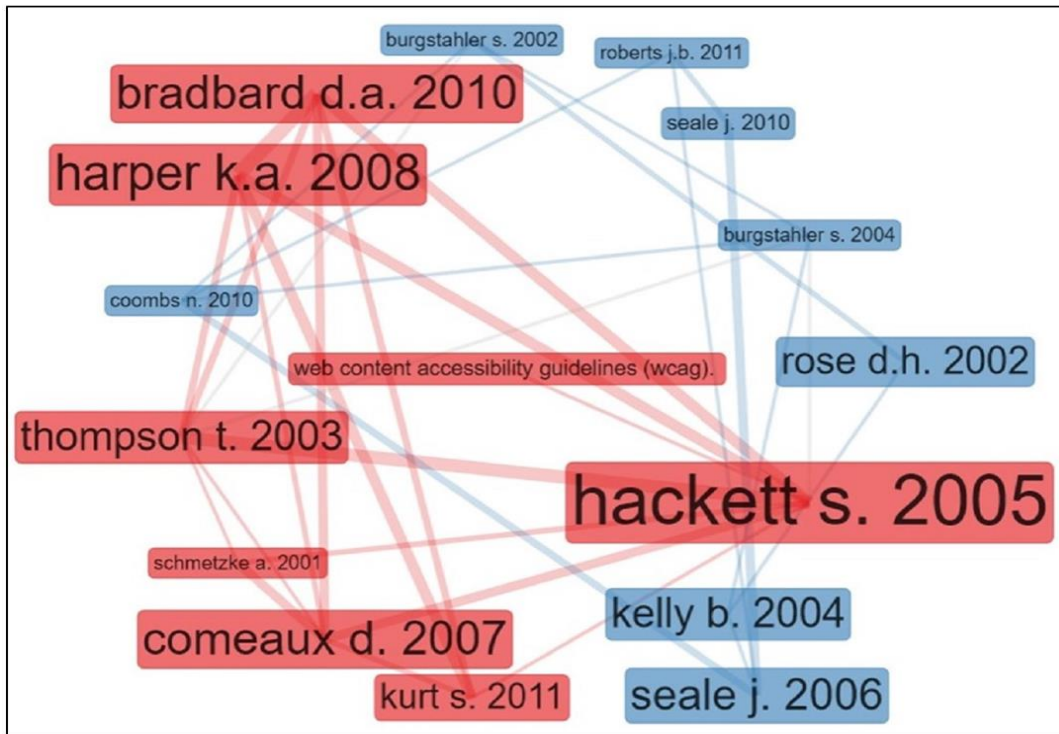 burgstahler s. 2002
roberts j.b. 2011
bradbard d.a. 2010
seale j. 2010
harper k.a. 2008
burgstahler s. 2004
coombs n. 2010
rose d.h. 2002
web content accessibility guidelines (wcag).
thompson t. 2003
hackett s. 2005
schmetzke a. 2001
kelly b. 2004
comeaux d. 2007
kurt s. 2011
seale j. 2006